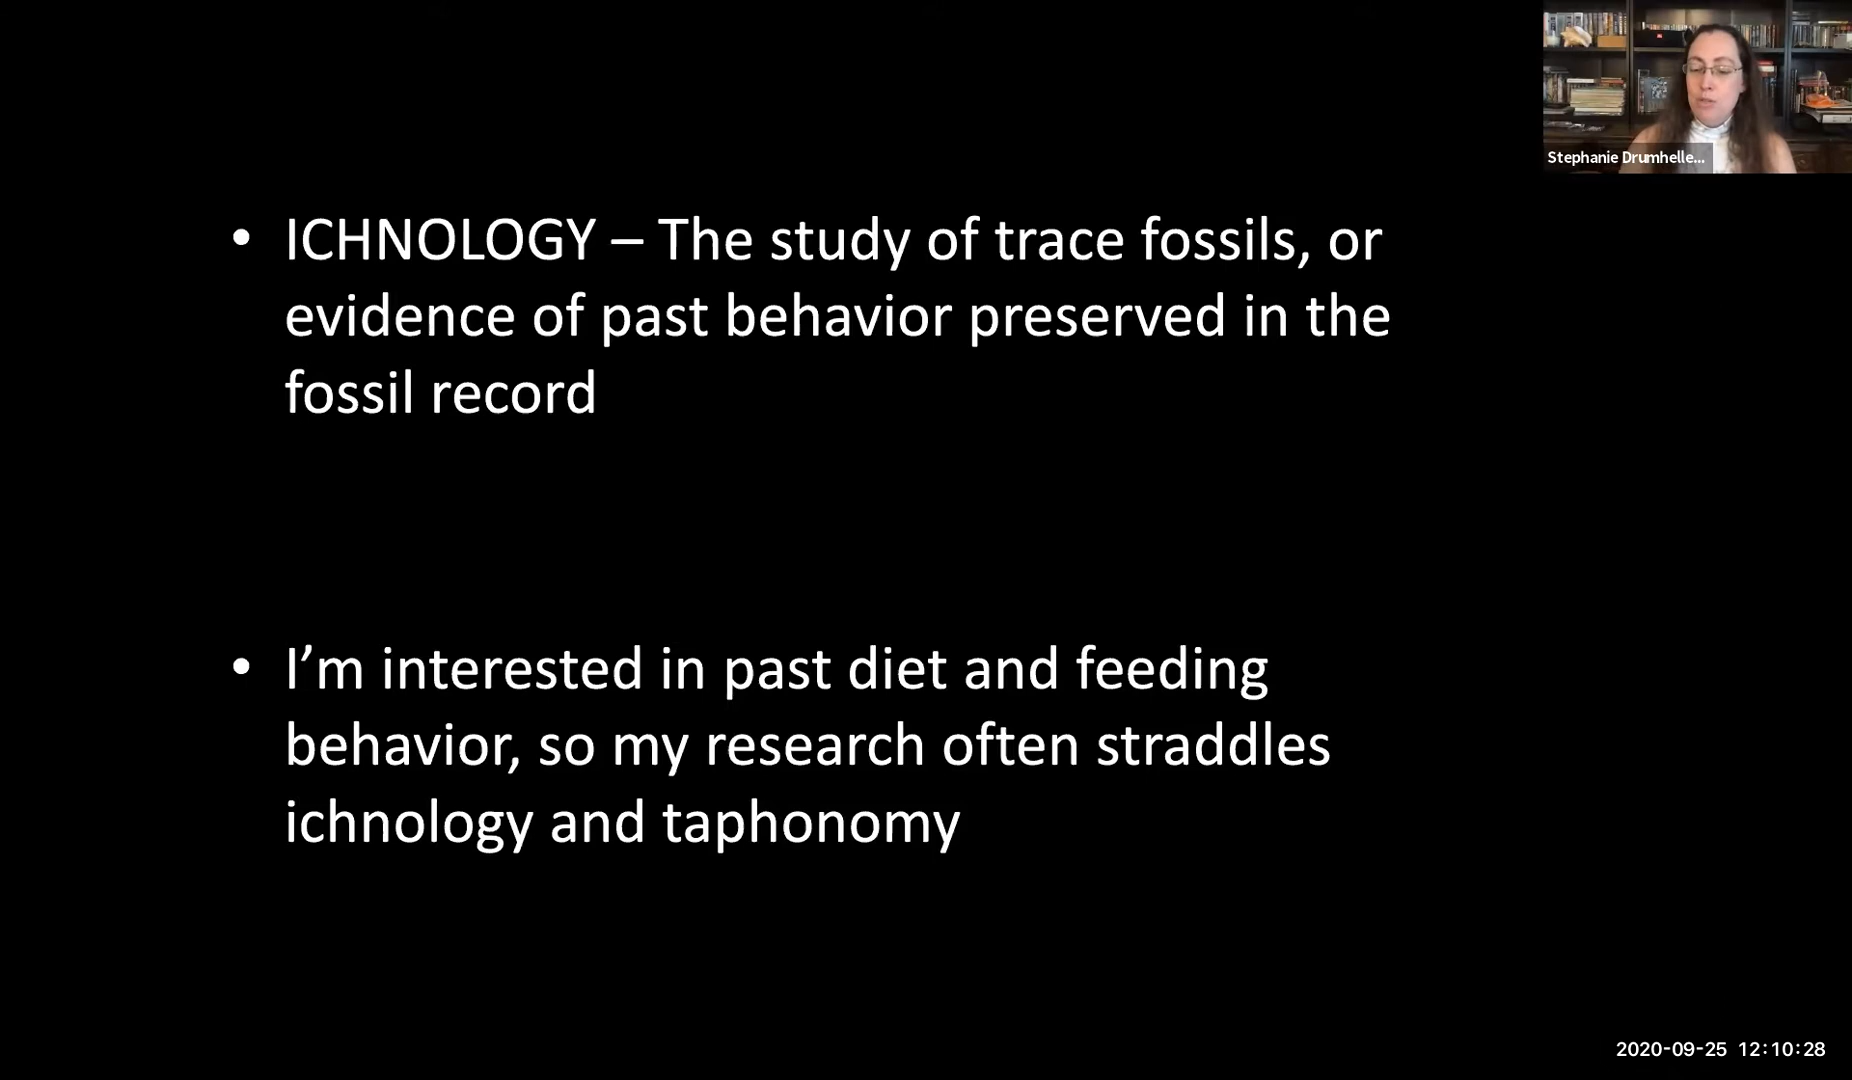 Stephanie Drumhelle...
• ICHNOLOGY – The study of trace fossils, or
evidence of past behavior preserved in the
fossil record
• I’m interested in past diet and feeding
behavior, so my research often straddles
ichnology and taphonomy
2020-09-25 12:10:28